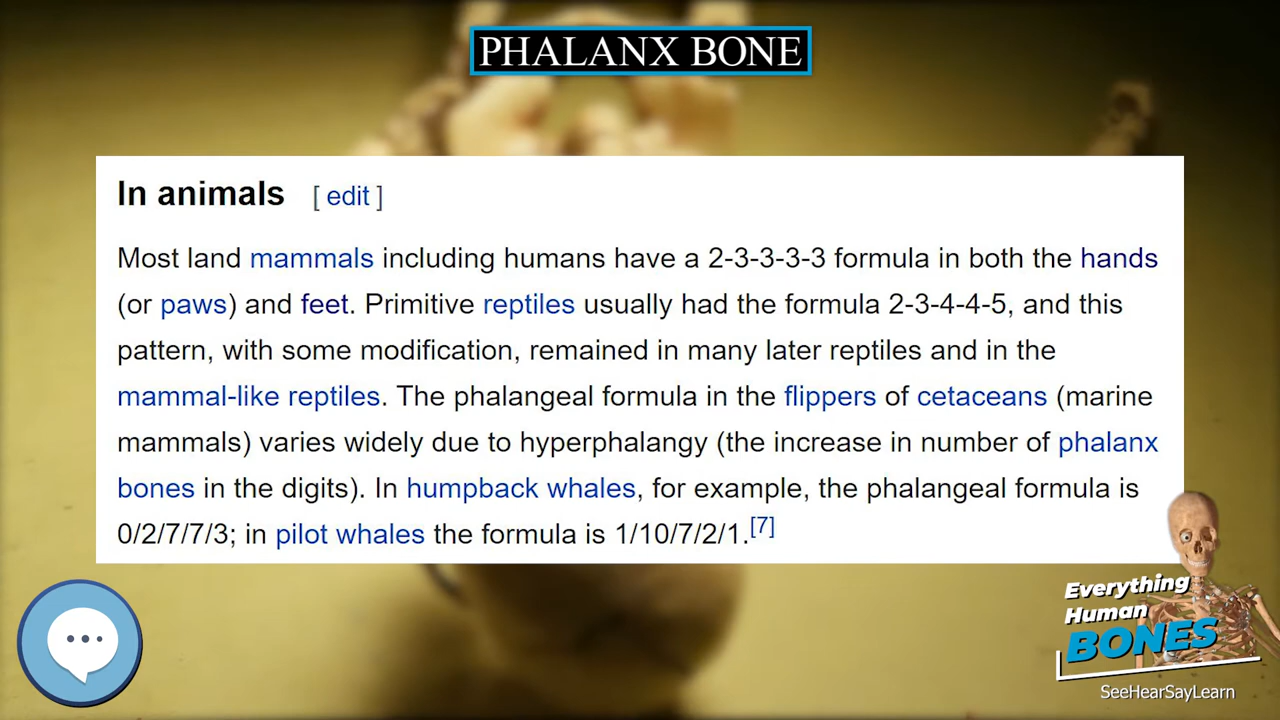 PHALANX BONE
In animals [ edit ]
Most land mammals including humans have a 2-3-3-3-3 formula in both the hands
(or paws) and feet. Primitive reptiles usually had the formula 2-3-4-4-5, and this
pattern, with some modification, remained in many later reptiles and in the
mammal-like reptiles. The phalangeal formula in the flippers of cetaceans (marine
mammals) varies widely due to hyperphalangy (the increase in number of phalanx
bones in the digits). In humpback whales, for example, the phalangeal formula is
0/2/7/7/3; in pilot whales the formula is 1/10/7/2/1.[7]
Everything
Human
BONES
SeeHearSayLearn